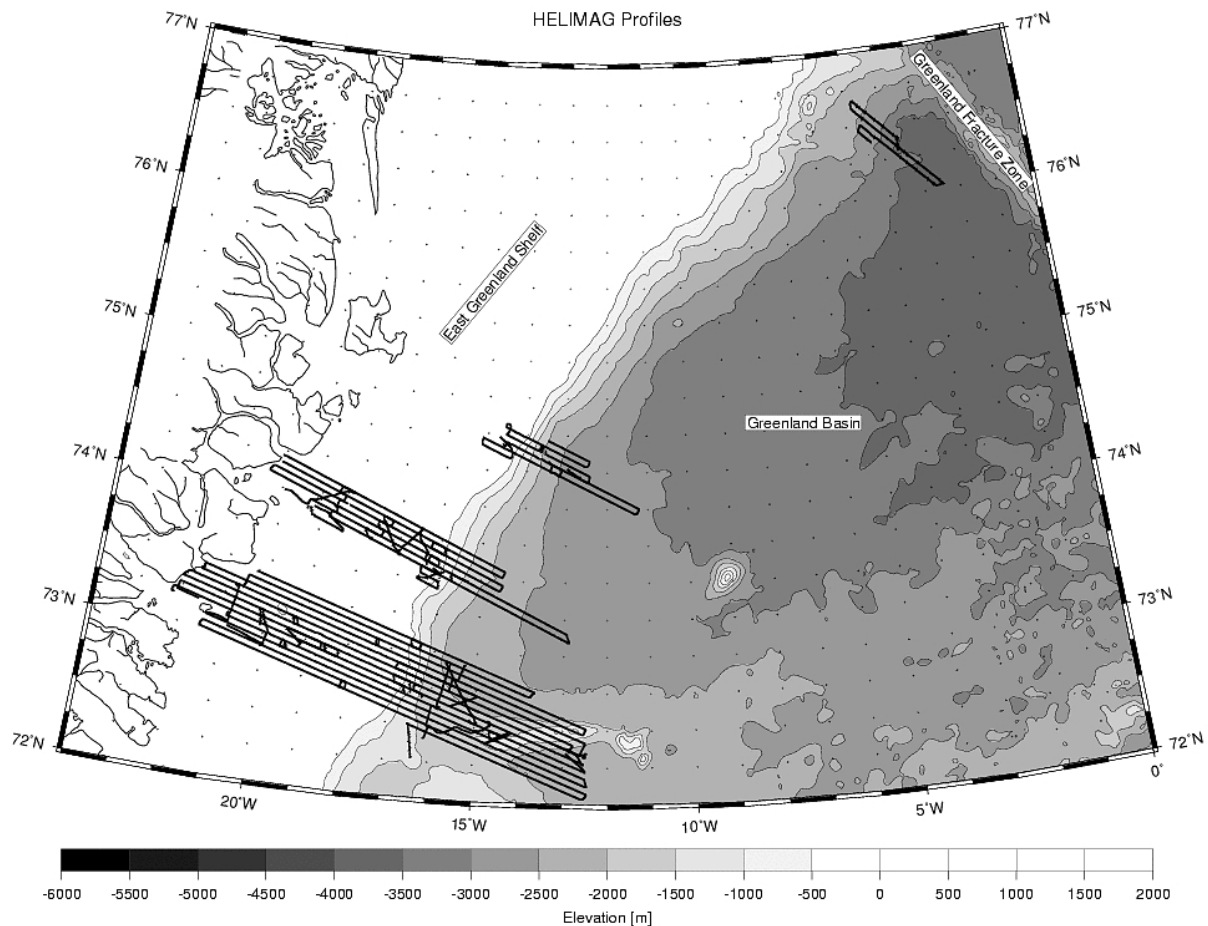 HELIMAG Profiles
77˚N
77˚N
Greenland Fracture Zone
76˚N
76˚N
East Greenland Shelf
75˚N
75˚N
Greenland Basin
74˚N
74˚N
73˚N
73˚N
72˚N
72˚N
20˚W
15˚W
10˚W
5˚W
0˚
-6000 -5500 -5000 -4500 -4000 -3500 -3000 -2500 -2000 -1500 -1000 -500 0 500 1000 1500 2000
Elevation [m]